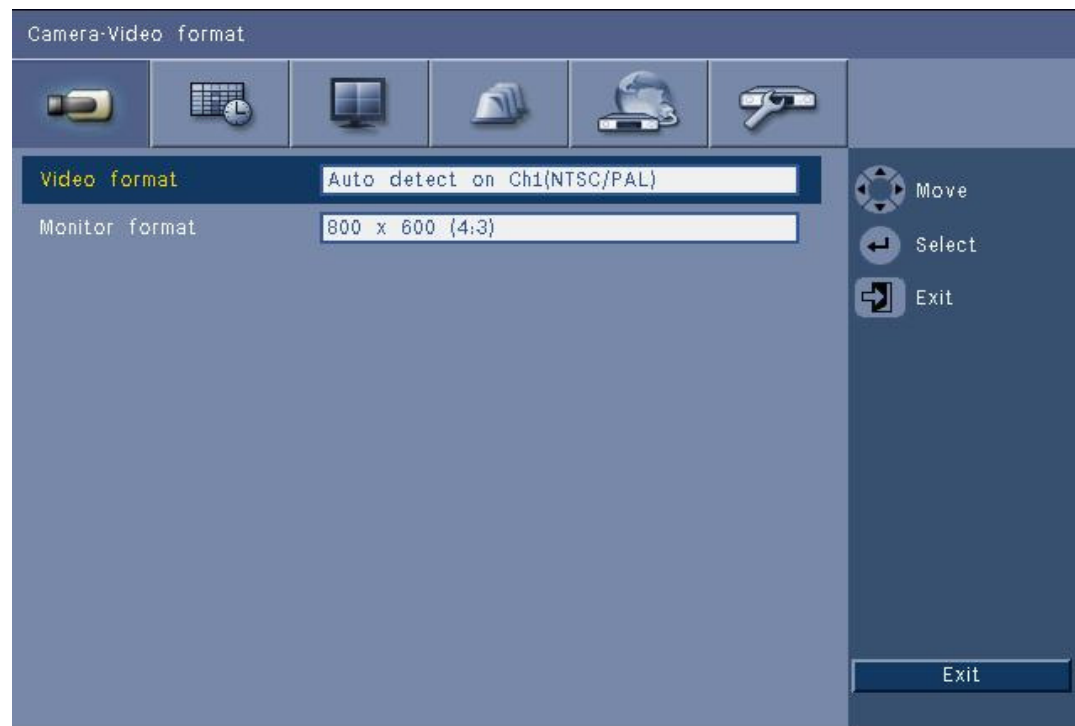 Camera-Video format
Video format
Auto detect on Ch1(NTSC/PAL)
Monitor format
800 x 600 (4:3)
Move
Select
Exit
Exit